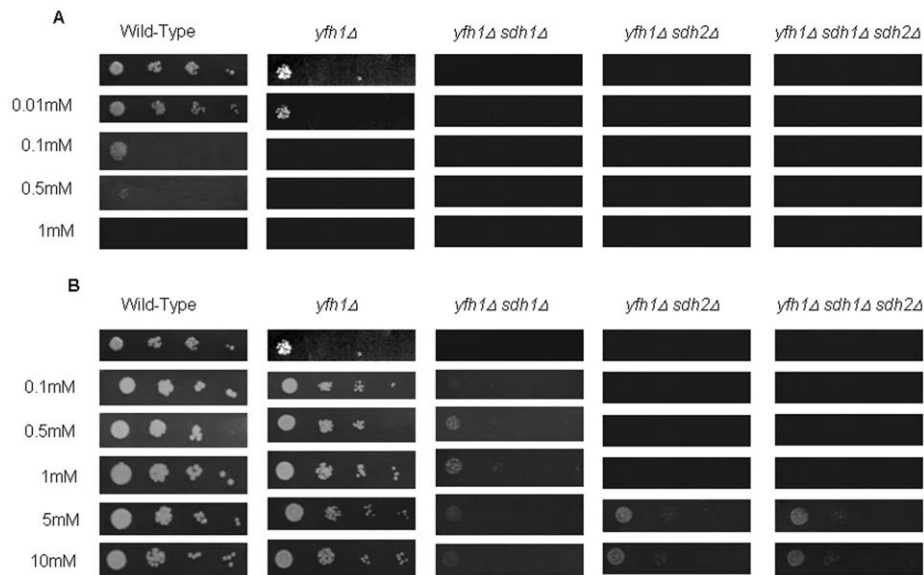 A
Wild-Type yfh1Δ yfh1Δ sdh1Δ yfh1Δ sdh2Δ yfh1Δ sdh1Δ sdh2Δ
0.01mM
0.1mM
0.5mM
1mM
B
Wild-Type yfh1Δ yfh1Δ sdh1Δ yfh1Δ sdh2Δ yfh1Δ sdh1Δ sdh2Δ
0.1mM
0.5mM
1mM
5mM
10mM